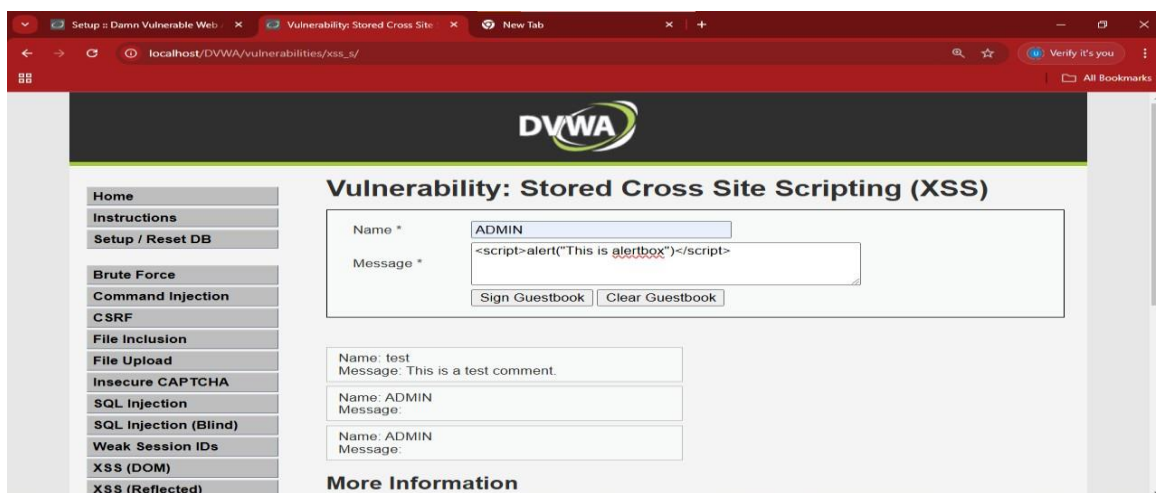 Setup :: Damn Vulnerable Web
Vulnerability: Stored Cross Site
New Tab
localhost/DVWA/vulnerabilities/xss_s/
Verify it's you
All Bookmarks
DVWA
Home
Instructions
Setup / Reset DB
Brute Force
Command Injection
CSRF
File Inclusion
File Upload
Insecure CAPTCHA
SQL Injection
SQL Injection (Blind)
Weak Session IDs
XSS (DOM)
XSS (Reflected)
Vulnerability: Stored Cross Site Scripting (XSS)
Name * ADMIN
Message * <script>alert("This is alertbox")</script>
Sign Guestbook Clear Guestbook
Name: test
Message: This is a test comment.
Name: ADMIN
Message:
Name: ADMIN
Message:
More Information